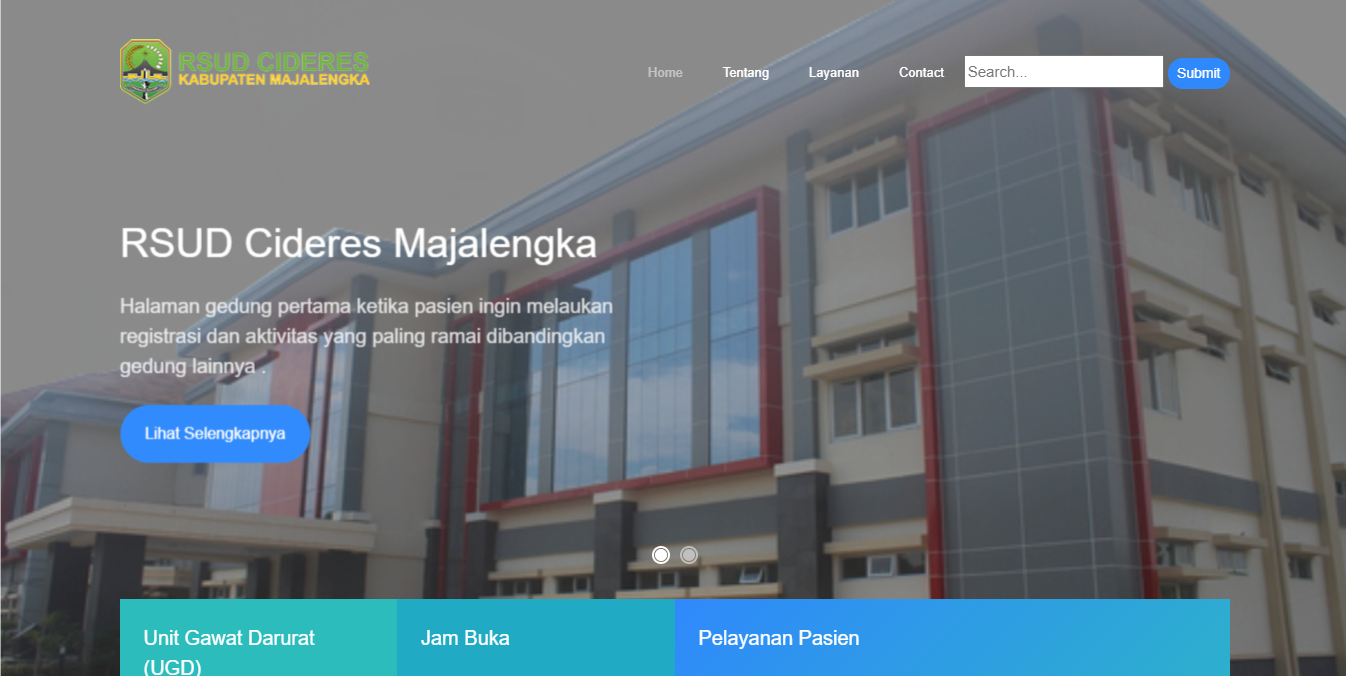 RSUD CIDERES
KABUPATEN MAJALENGKA
Home
Tentang
Layanan
Contact
Search...
Submit
RSUD Cideres Majalengka
Halaman gedung pertama ketika pasien ingin melaukan
registrasi dan aktivitas yang paling ramai dibandingkan
gedung lainnya .
Lihat Selengkapnya
Unit Gawat Darurat
(UGD)
Jam Buka
Pelayanan Pasien